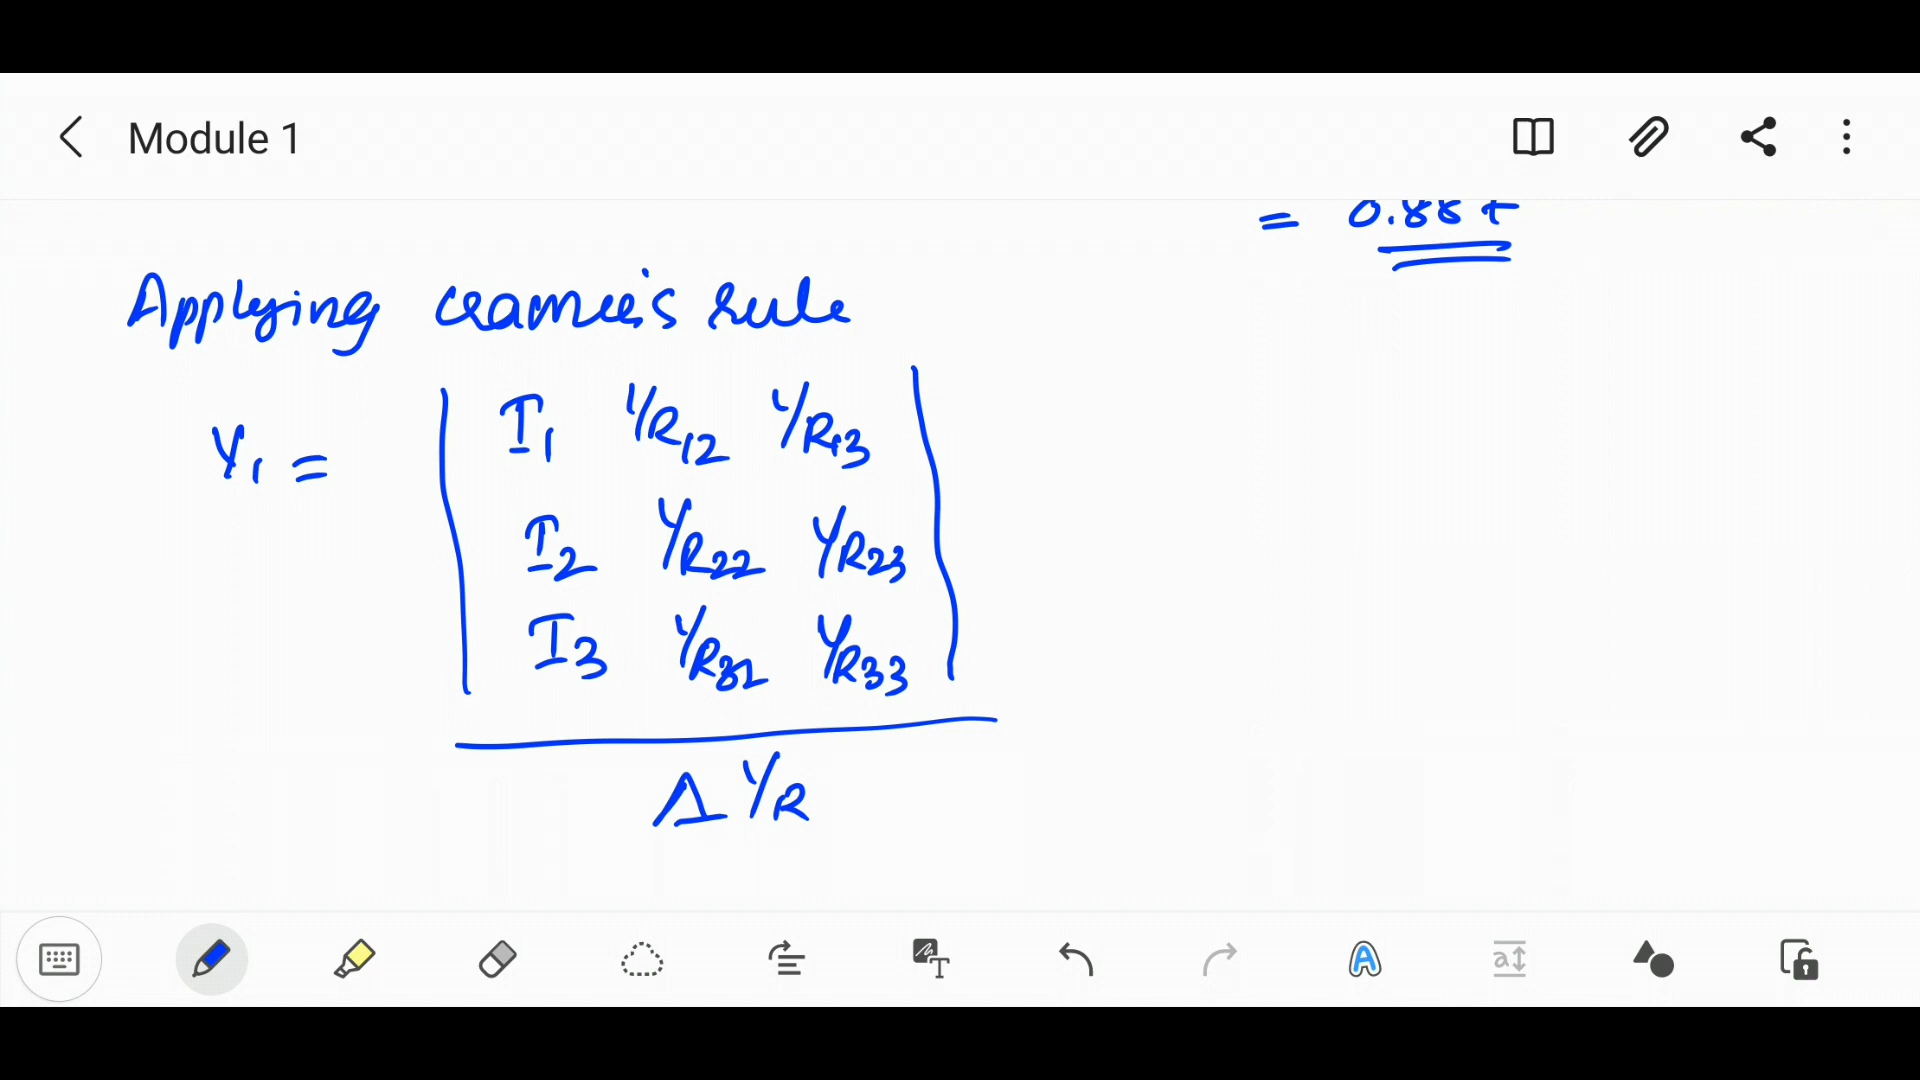 Module 1
= 0.88
Applying cramer's rule
I1 1/R12 1/R13
V1 =
I2 1/R22 1/R23
I3 1/R32 1/R33
Δ 1/R